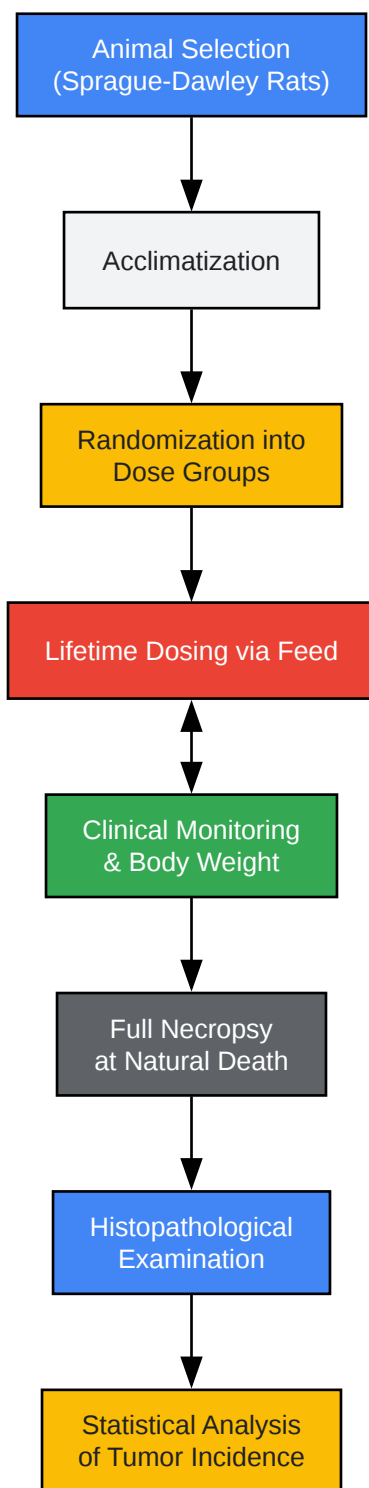 Animal Selection
(Sprague-Dawley Rats)
Acclimatization
Randomization into
Dose Groups
Lifetime Dosing via Feed
Clinical Monitoring
& Body Weight
Full Necropsy
at Natural Death
Histopathological
Examination
Statistical Analysis
of Tumor Incidence